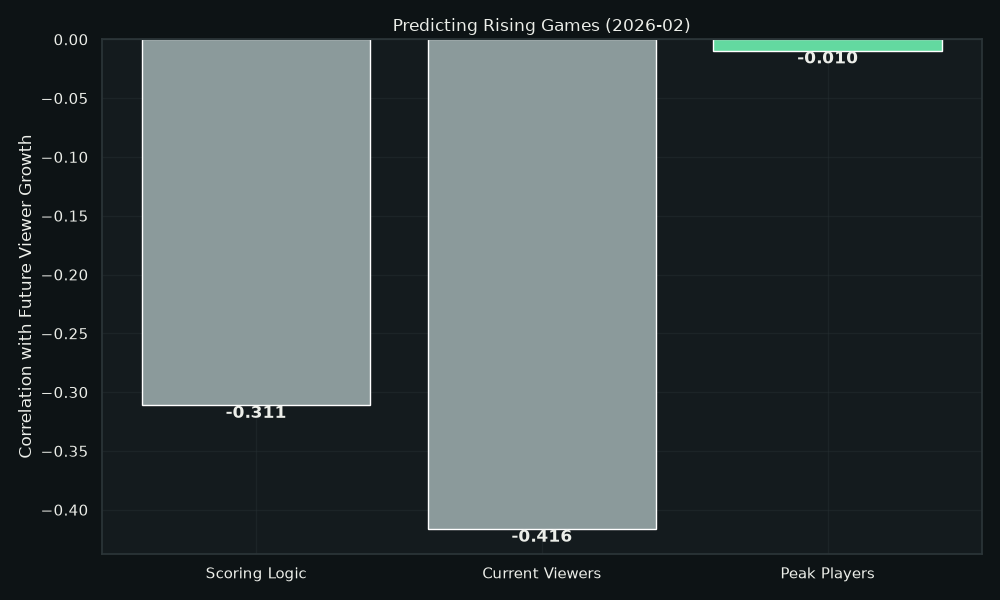 Predicting Rising Games (2026-02)
Correlation with Future Viewer Growth
0.00
−0.05
−0.10
−0.15
−0.20
−0.25
−0.30
−0.35
−0.40
-0.311
-0.416
-0.010
Scoring Logic
Current Viewers
Peak Players